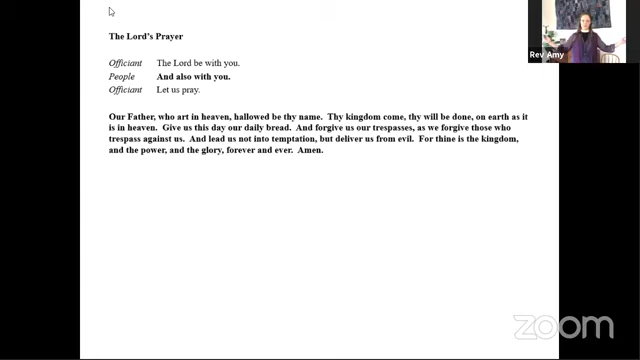 The Lord's Prayer
Officiant The Lord be with you.
People And also with you.
Officiant Let us pray.
Our Father, who art in heaven, hallowed be thy name. Thy kingdom come, thy will be done, on earth as it
is in heaven. Give us this day our daily bread. And forgive us our trespasses, as we forgive those who
trespass against us. And lead us not into temptation, but deliver us from evil. For thine is the kingdom,
and the power, and the glory, forever and ever. Amen.
Rev Amy
zoom